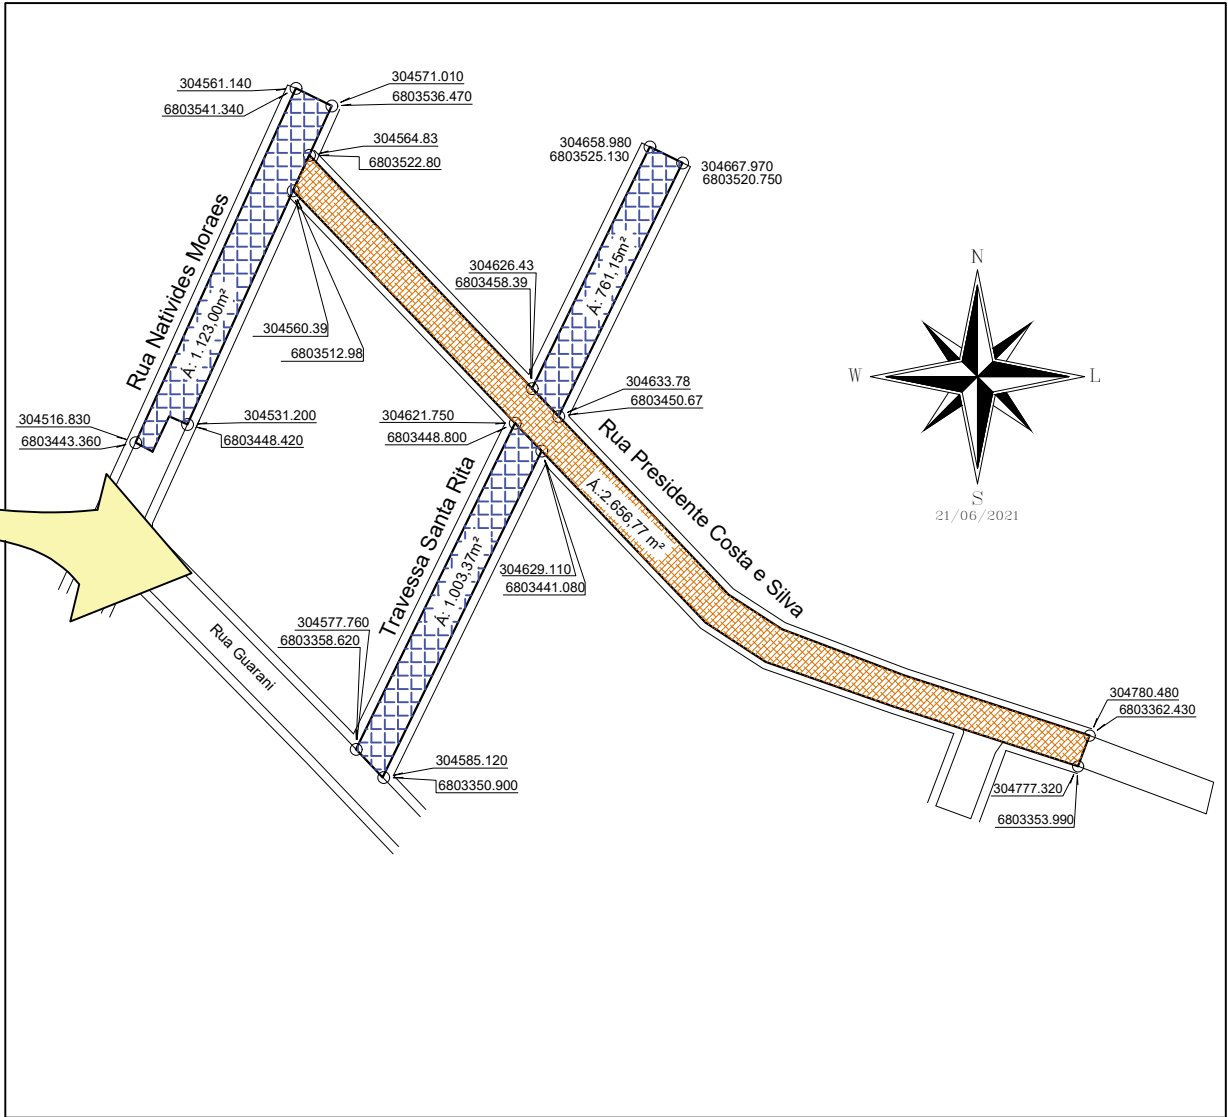 304561.140
6803541.340
304571.010
6803536.470
304564.83
6803522.80
304658.980
6803525.130
304667.970
6803520.750
Rua Nativides Moraes
Á: 1.123,00m²
304560.39
6803512.98
304626.43
6803458.39
Á: 761,15m²
N
W
L
S
21/06/2021
304516.830
6803443.360
304531.200
6803448.420
304621.750
6803448.800
304633.78
6803450.67
Travessa Santa Rita
Á: 1.003,37m²
Rua Presidente Costa e Silva
Á.:2.656,77 m²
304629.110
6803441.080
304577.760
6803358.620
Rua Guarani
304585.120
6803350.900
304780.480
6803362.430
304777.320
6803353.990